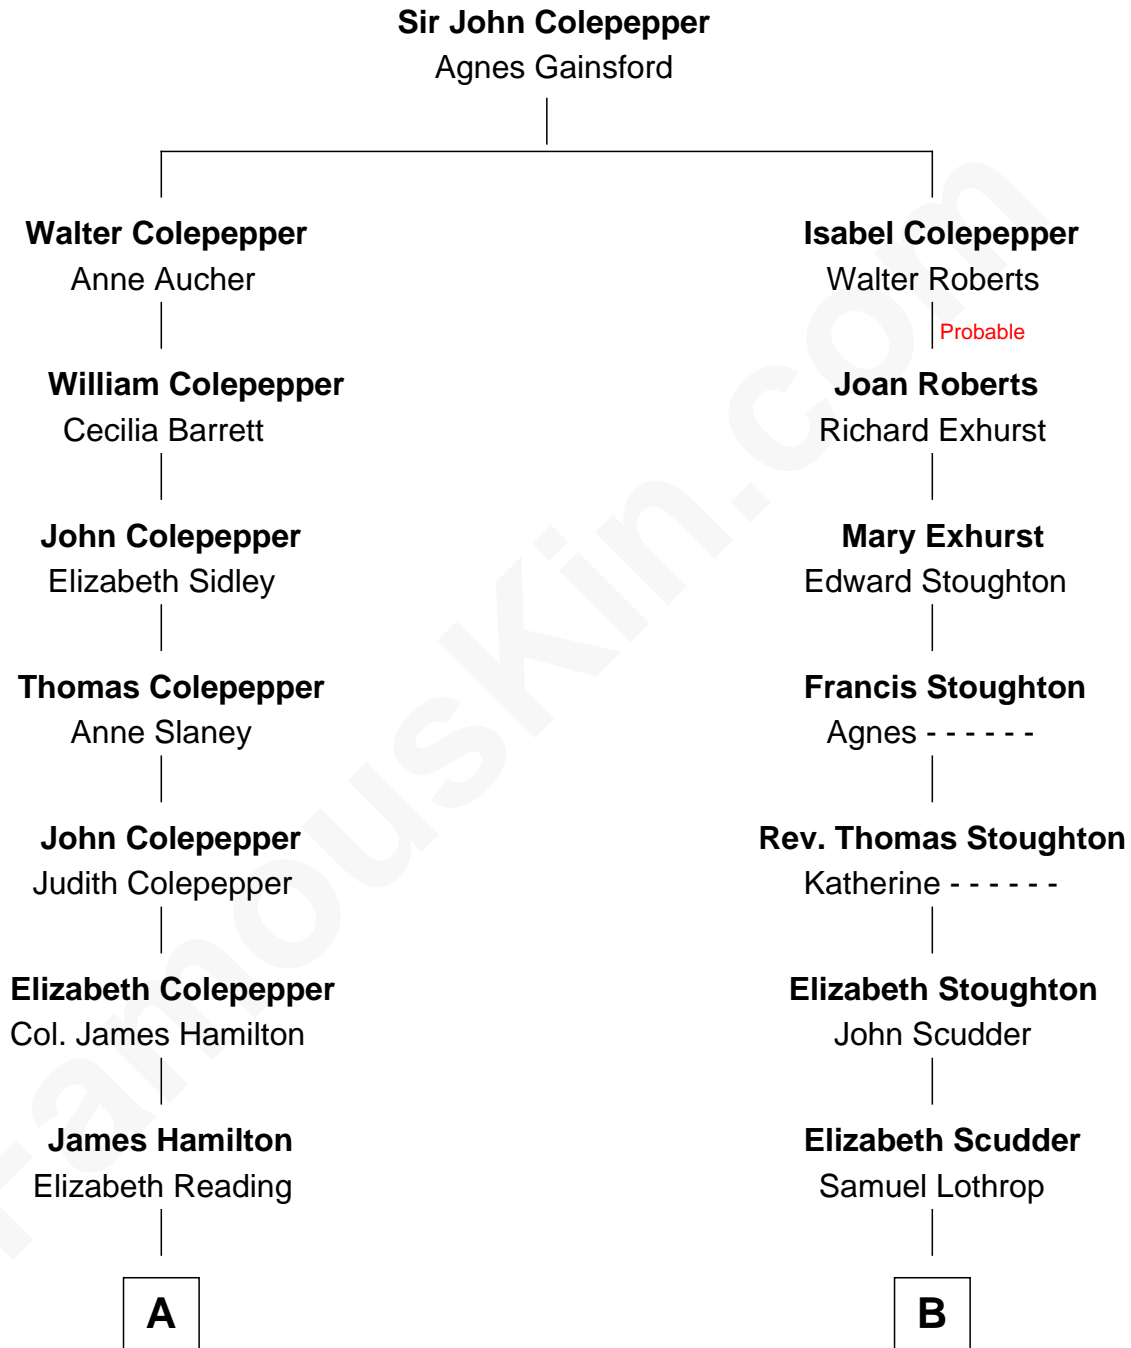 Sir John Colepepper
Agnes Gainsford
Walter Colepepper
Anne Aucher
William Colepepper
Cecilia Barrett
John Colepepper
Elizabeth Sidley
Thomas Colepepper
Anne Slaney
John Colepepper
Judith Colepepper
Elizabeth Colepepper
Col. James Hamilton
James Hamilton
Elizabeth Reading
A
Isabel Colepepper
Walter Roberts
Probable
Joan Roberts
Richard Exhurst
Mary Exhurst
Edward Stoughton
Francis Stoughton
Agnes - - - - - -
Rev. Thomas Stoughton
Katherine - - - - - -
Elizabeth Stoughton
John Scudder
Elizabeth Scudder
Samuel Lothrop
B
FamousKin.com